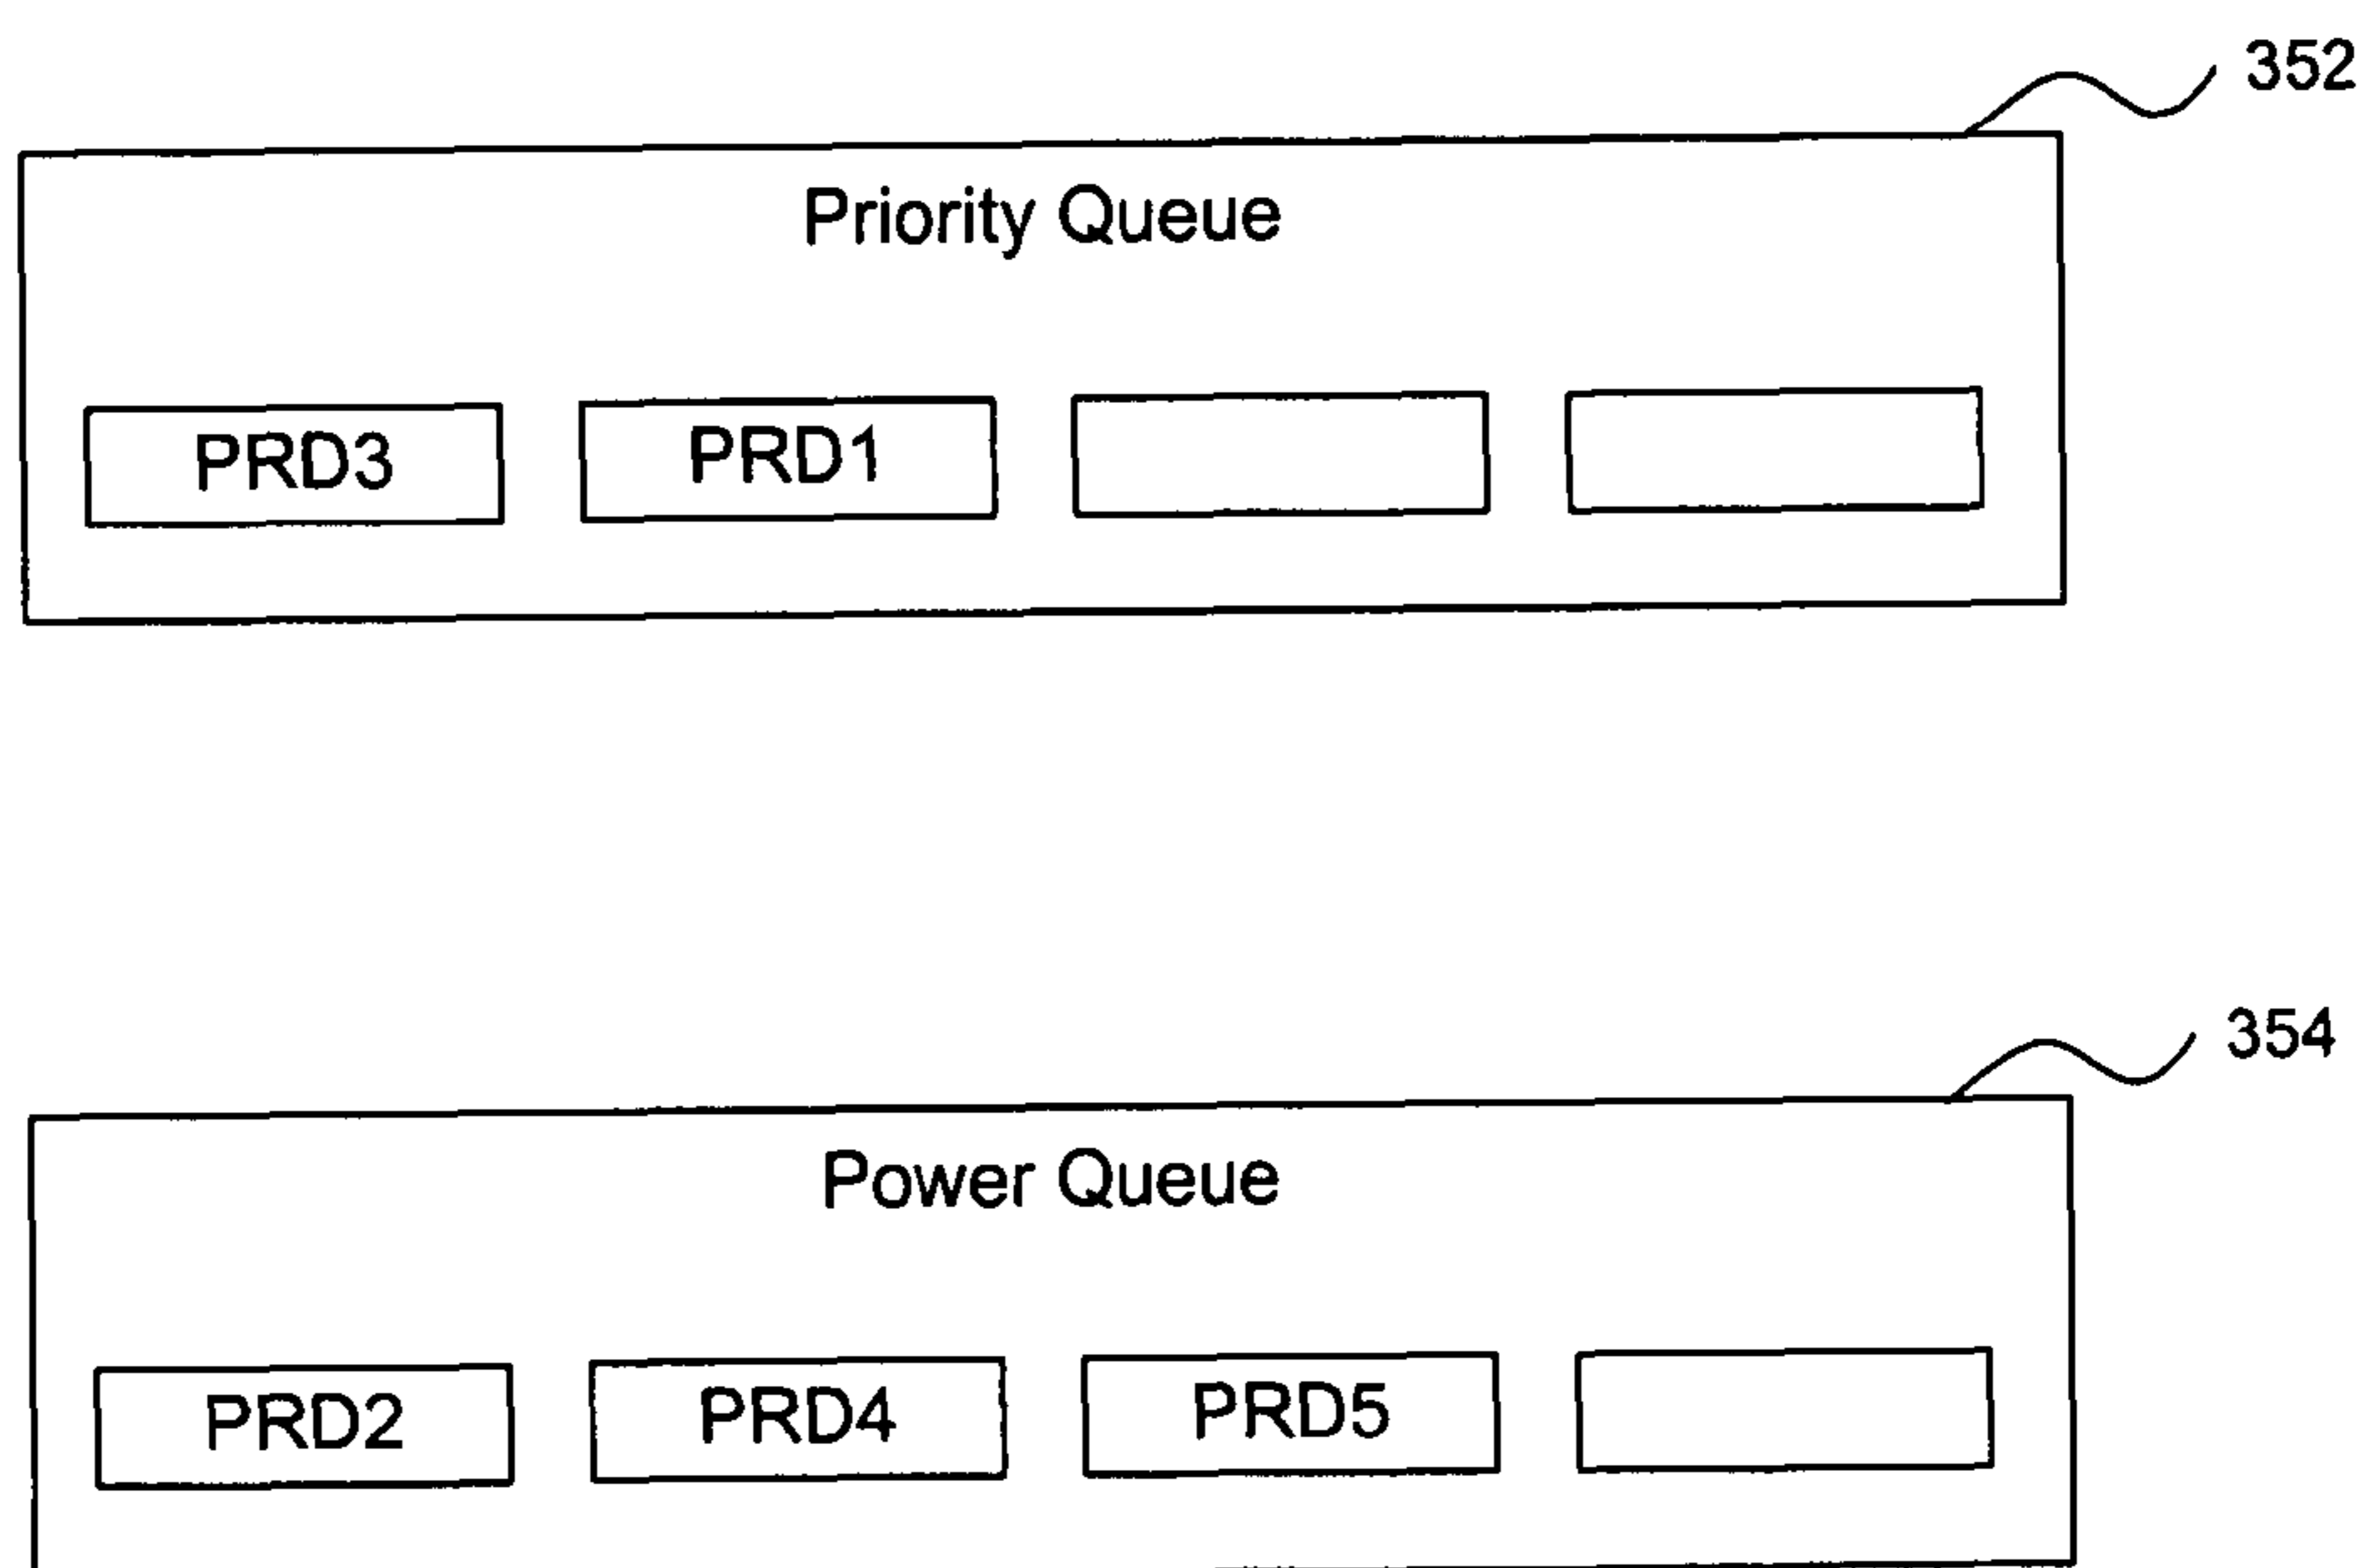 352
Priority Queue
PRD3 PRD1
354
Power Queue
PRD2 PRD4 PRD5